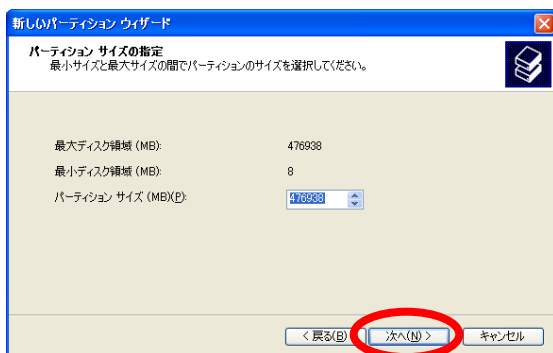 新しいパーティション ウィザード
パーティション サイズの指定
最小サイズと最大サイズの間でパーティションのサイズを選択してください。
最大ディスク領域 (MB): 476938
最小ディスク領域 (MB): 8
パーティション サイズ (MB)(P): 476938
< 戻る(B) 次へ(N) > キャンセル